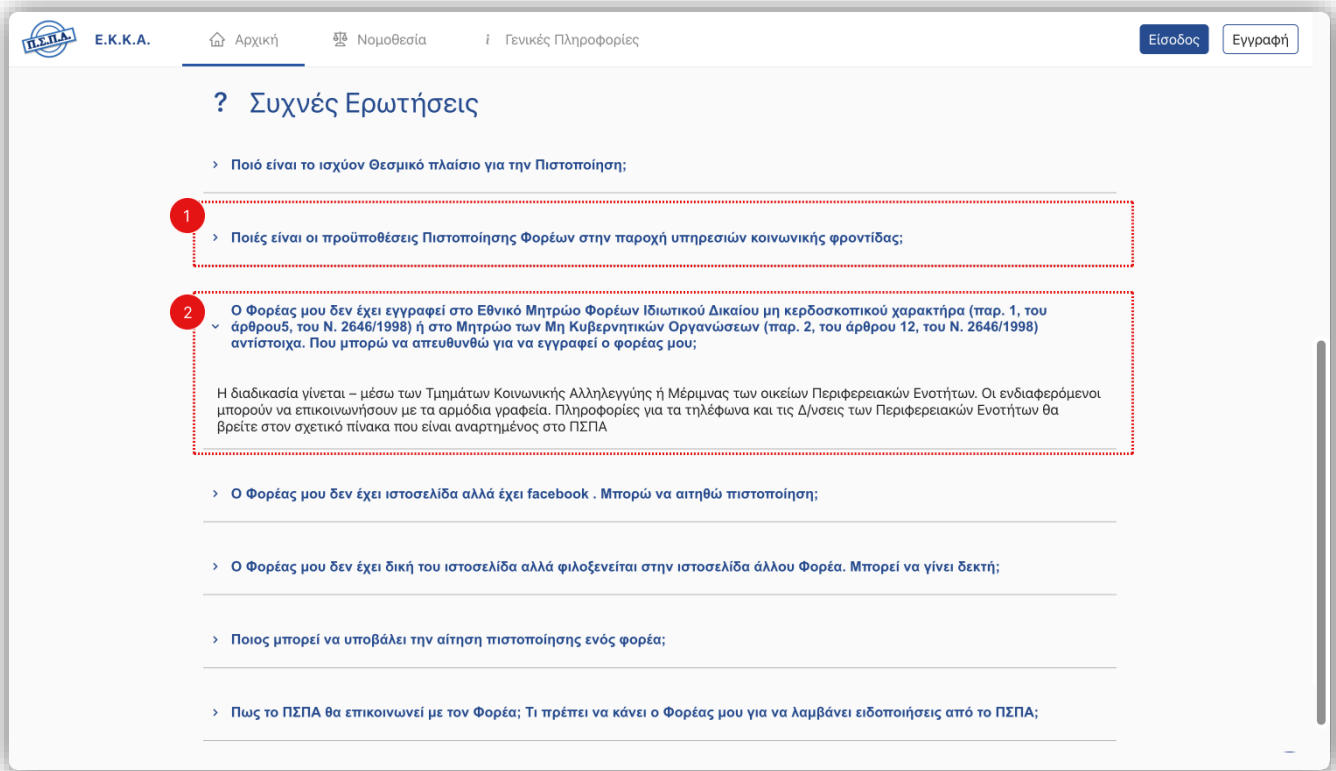 Π.Σ.Π.Α.
Ε.Κ.Κ.Α.
Αρχική
Νομοθεσία
i Γενικές Πληροφορίες
Είσοδος
Εγγραφή
? Συχνές Ερωτήσεις
Ποιό είναι το ισχύον Θεσμικό πλαίσιο για την Πιστοποίηση;
1
Ποιές είναι οι προϋποθέσεις Πιστοποίησης Φορέων στην παροχή υπηρεσιών κοινωνικής φροντίδας;
2
Ο Φορέας μου δεν έχει εγγραφεί στο Εθνικό Μητρώο Φορέων Ιδιωτικού Δικαίου μη κερδοσκοπικού χαρακτήρα (παρ. 1, του
άρθρου5, του Ν. 2646/1998) ή στο Μητρώο των Μη Κυβερνητικών Οργανώσεων (παρ. 2, του άρθρου 12, του Ν. 2646/1998)
αντίστοιχα. Που μπορώ να απευθυνθώ για να εγγραφεί ο φορέας μου;
Η διαδικασία γίνεται – μέσω των Τμημάτων Κοινωνικής Αλληλεγγύης ή Μέριμνας των οικείων Περιφερειακών Ενοτήτων. Οι ενδιαφερόμενοι
μπορούν να επικοινωνήσουν με τα αρμόδια γραφεία. Πληροφορίες για τα τηλέφωνα και τις Δ/νσεις των Περιφερειακών Ενοτήτων θα
βρείτε στον σχετικό πίνακα που είναι αναρτημένος στο ΠΣΠΑ
Ο Φορέας μου δεν έχει ιστοσελίδα αλλά έχει facebook . Μπορώ να αιτηθώ πιστοποίηση;
Ο Φορέας μου δεν έχει δική του ιστοσελίδα αλλά φιλοξενείται στην ιστοσελίδα άλλου Φορέα. Μπορεί να γίνει δεκτή;
Ποιος μπορεί να υποβάλει την αίτηση πιστοποίησης ενός φορέα;
Πως το ΠΣΠΑ θα επικοινωνεί με τον Φορέα; Τι πρέπει να κάνει ο Φορέας μου για να λαμβάνει ειδοποιήσεις από το ΠΣΠΑ;